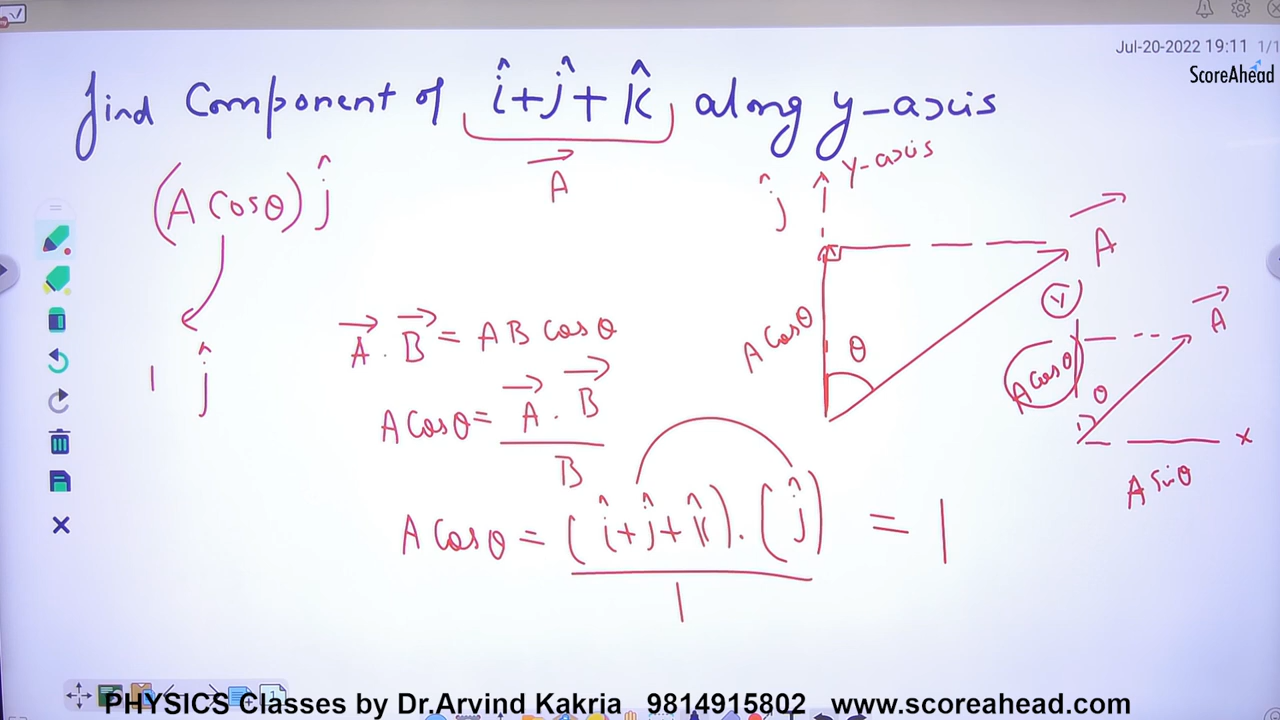 Jul-20-2022 19:11 1/1
ScoreAhead
find Component of î+ĵ+k̂ along y-axis
A⃗
(A Cosθ) ĵ
ĵ
Y-axis
A⃗
A Cosθ
θ
Y
A⃗
A Cosθ
θ
x
A Sinθ
1 ĵ
A⃗ . B⃗ = A B Cosθ
A Cosθ = A⃗ . B⃗
B
A Cosθ = (î+ĵ+k̂) . (ĵ) = 1
1
PHYSICS Classes by Dr.Arvind Kakria 9814915802 www.scoreahead.com